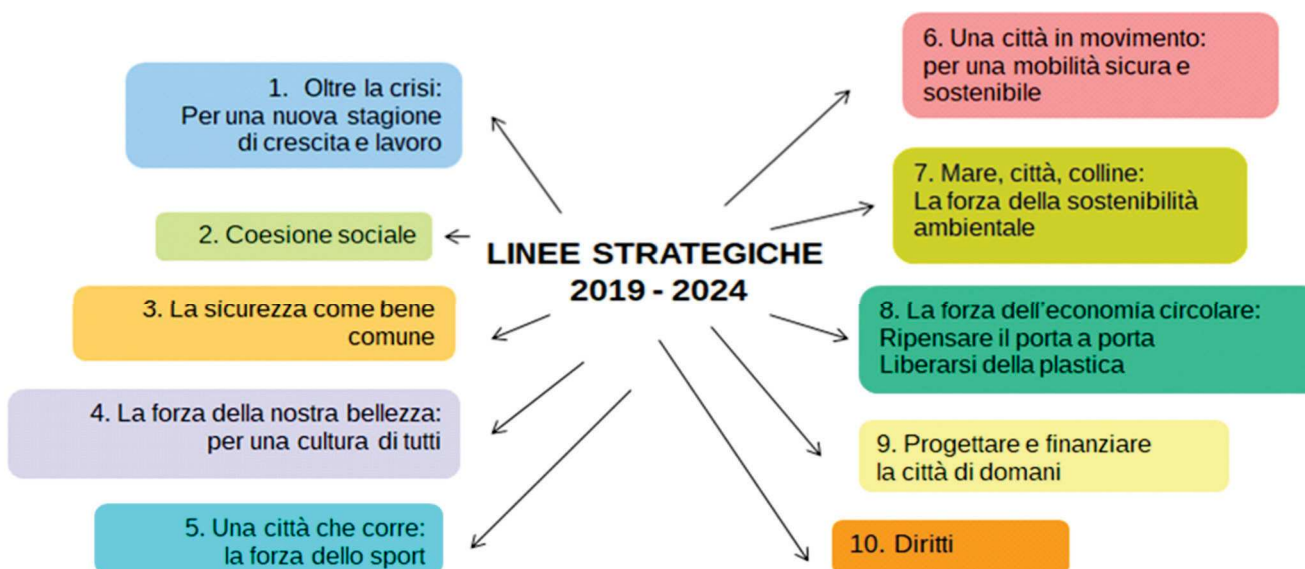 1. Oltre la crisi:
Per una nuova stagione
di crescita e lavoro
2. Coesione sociale
3. La sicurezza come bene
comune
4. La forza della nostra bellezza:
per una cultura di tutti
5. Una città che corre:
la forza dello sport
LINEE STRATEGICHE
2019 - 2024
6. Una città in movimento:
per una mobilità sicura e
sostenibile
7. Mare, città, colline:
La forza della sostenibilità
ambientale
8. La forza dell'economia circolare:
Ripensare il porta a porta
Liberarsi della plastica
9. Progettare e finanziare
la città di domani
10. Diritti